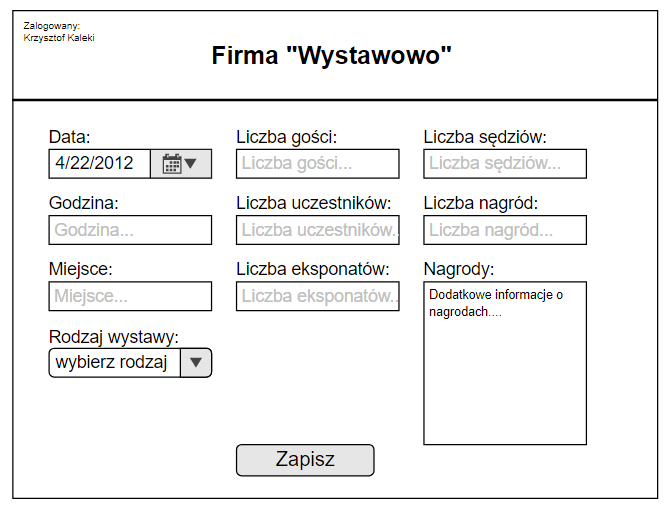 Zalogowany:
Krzysztof Kaleki
Firma "Wystawowo"
Data:
4/22/2012
Godzina:
Godzina...
Miejsce:
Miejsce...
Rodzaj wystawy:
wybierz rodzaj
Liczba gości:
Liczba gości...
Liczba uczestników:
Liczba uczestników..
Liczba eksponatów:
Liczba eksponatów..
Liczba sędziów:
Liczba sędziów...
Liczba nagród:
Liczba nagród...
Nagrody:
Dodatkowe informacje o
nagrodach....
Zapisz